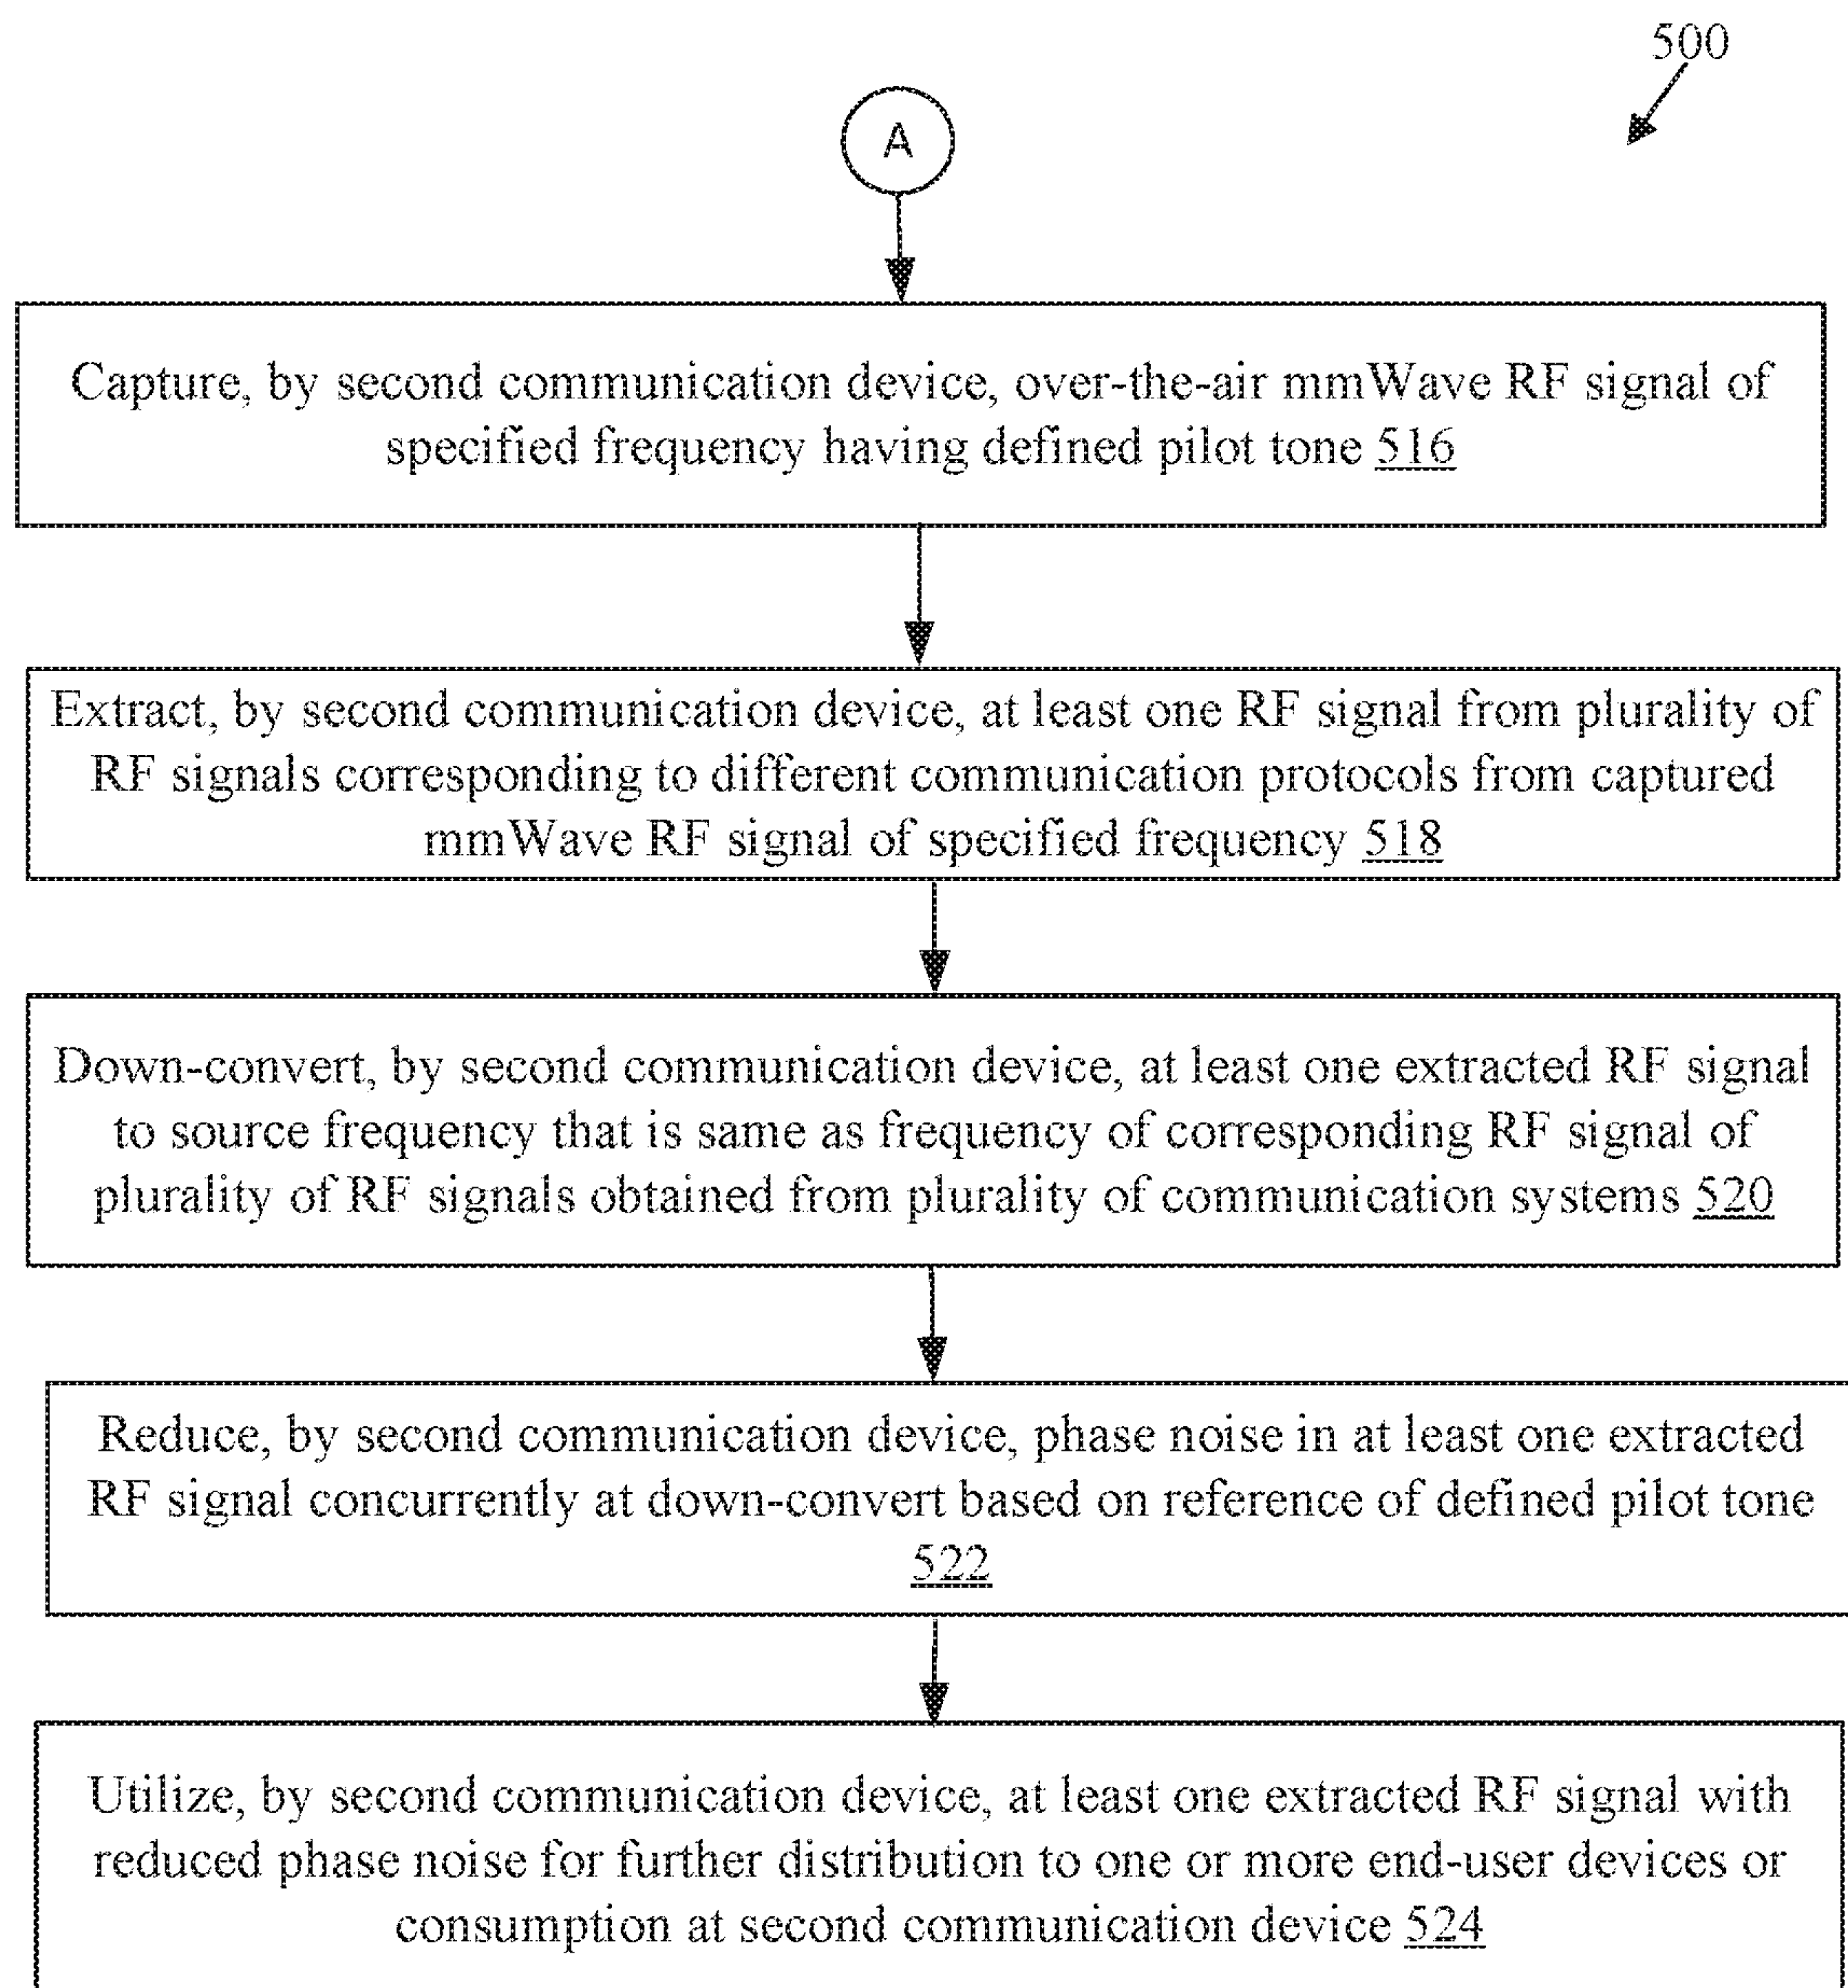 500
A
Capture, by second communication device, over-the-air mmWave RF signal of
specified frequency having defined pilot tone 516
Extract, by second communication device, at least one RF signal from plurality of
RF signals corresponding to different communication protocols from captured
mmWave RF signal of specified frequency 518
Down-convert, by second communication device, at least one extracted RF signal
to source frequency that is same as frequency of corresponding RF signal of
plurality of RF signals obtained from plurality of communication systems 520
Reduce, by second communication device, phase noise in at least one extracted
RF signal concurrently at down-convert based on reference of defined pilot tone
522
Utilize, by second communication device, at least one extracted RF signal with
reduced phase noise for further distribution to one or more end-user devices or
consumption at second communication device 524